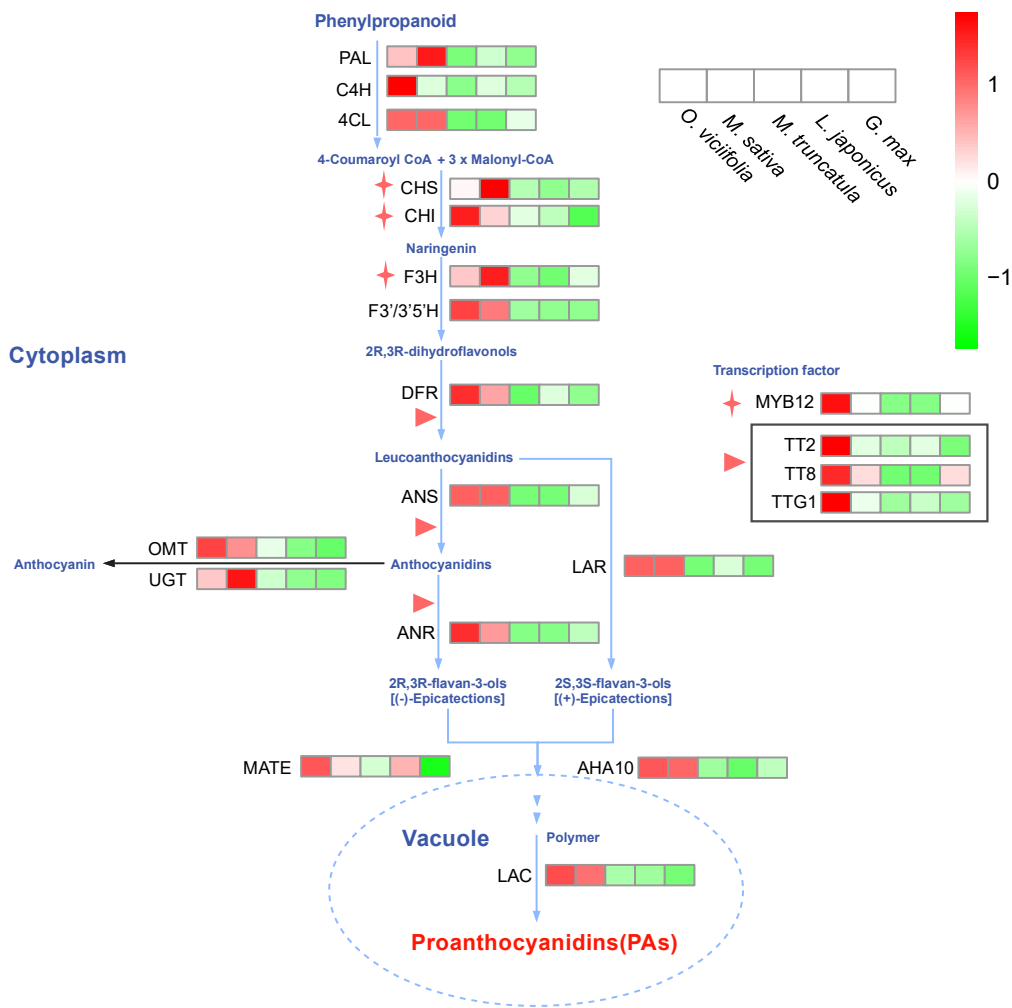 Phenylpropanoid
PAL
C4H
4CL
1
0
−1
O. viciifolia
M. sativa
M. truncatula
L. japonicus
G. max
4-Coumaroyl CoA + 3 x Malonyl-CoA
CHS
CHI
Naringenin
F3H
F3’/3’5’H
Cytoplasm
2R,3R-dihydroflavonols
DFR
Transcription factor
MYB12
TT2
TT8
TTG1
Leucoanthocyanidins
ANS
OMT
Anthocyanin
UGT
Anthocyanidins
LAR
ANR
2R,3R-flavan-3-ols
[(-)-Epicatections]
2S,3S-flavan-3-ols
[(+)-Epicatections]
MATE
AHA10
Vacuole
Polymer
LAC
Proanthocyanidins(PAs)